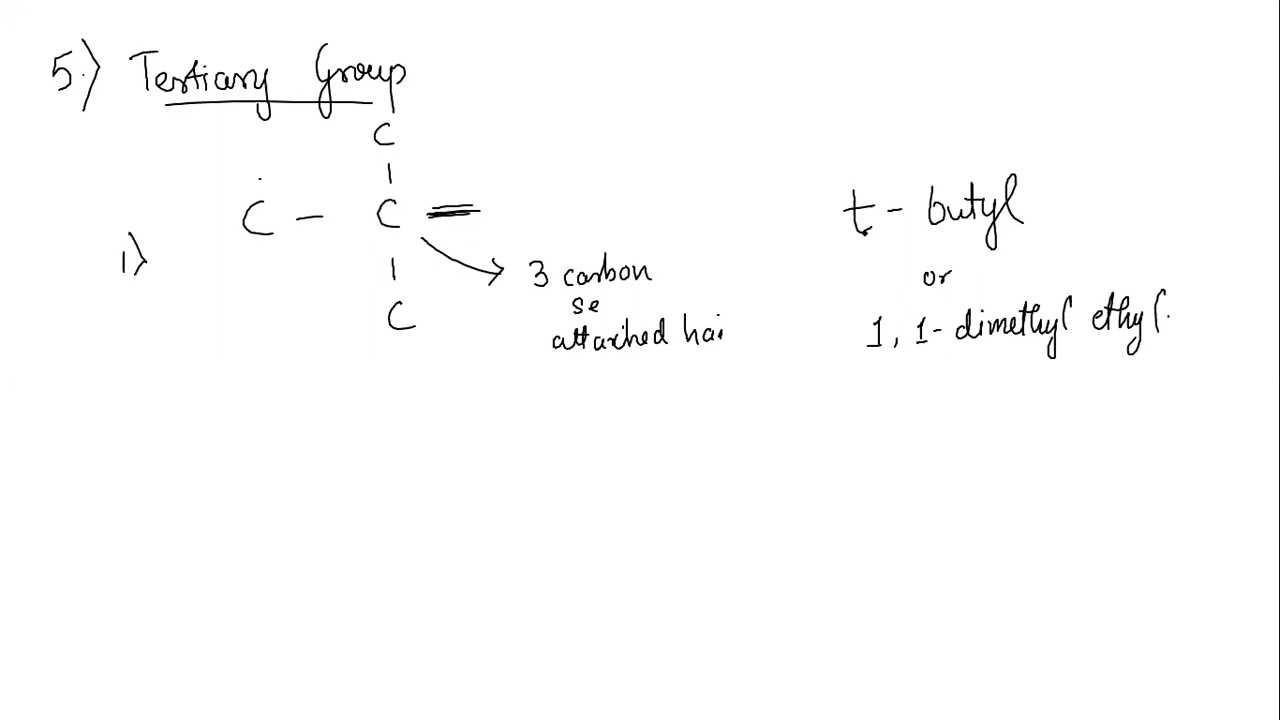 5.) Tertiary Group
C
|
C - C =
|
C
1)
3 carbon
se
attached hai
t - butyl
or
1, 1- dimethyl ethyl.